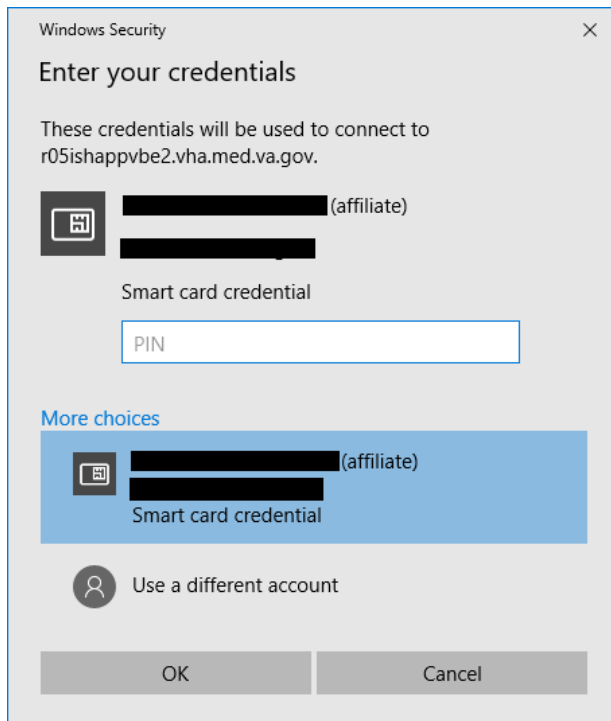 Windows Security
Enter your credentials
These credentials will be used to connect to
r05ishappvbe2.vha.med.va.gov.
(affiliate)
Smart card credential
PIN
More choices
(affiliate)
Smart card credential
Use a different account
OK
Cancel